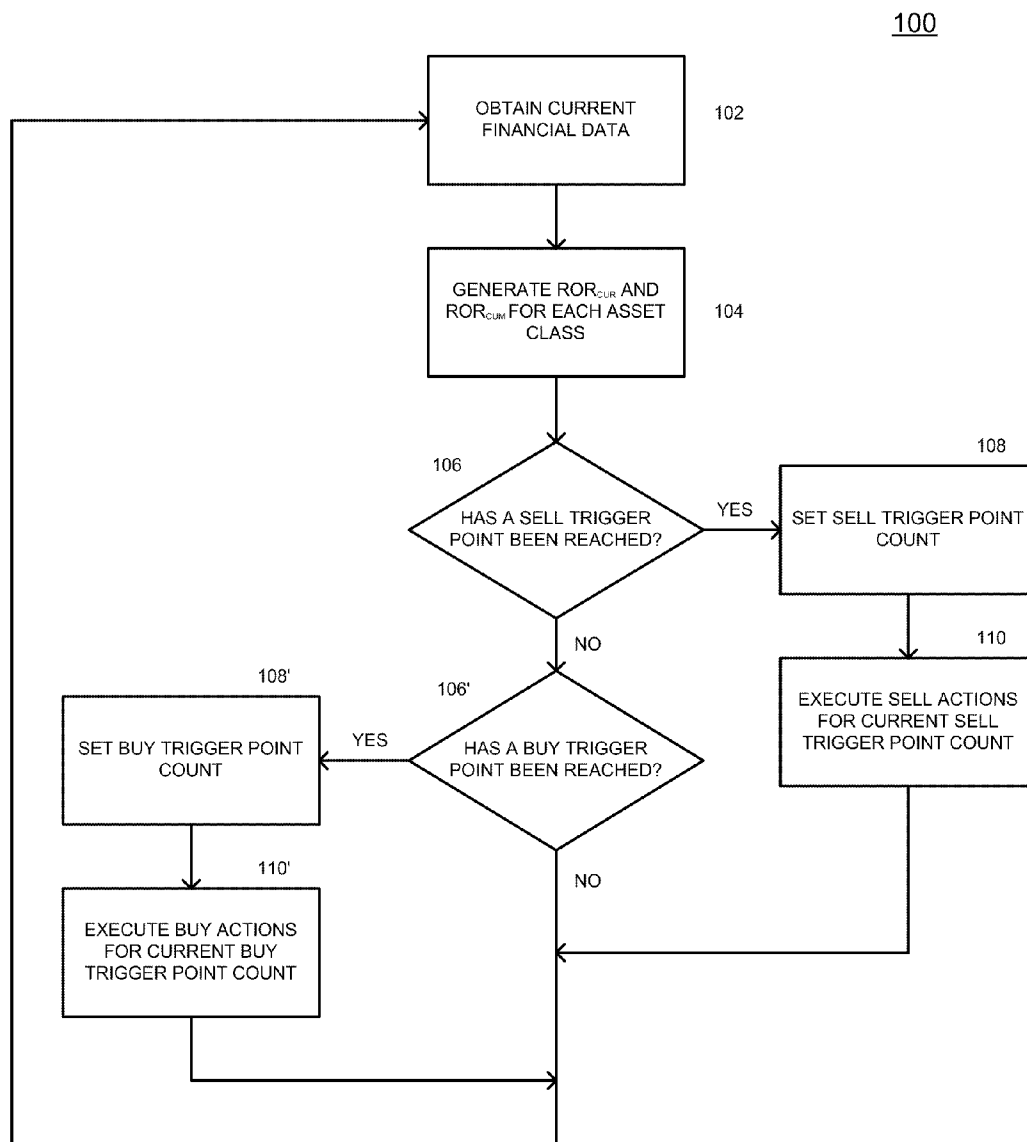 100
OBTAIN CURRENT
FINANCIAL DATA
102
GENERATE ROR_CUR AND
ROR_CUM FOR EACH ASSET
CLASS
104
106
HAS A SELL TRIGGER
POINT BEEN REACHED?
YES
108
SET SELL TRIGGER POINT
COUNT
NO
110
EXECUTE SELL ACTIONS
FOR CURRENT SELL
TRIGGER POINT COUNT
106'
HAS A BUY TRIGGER
POINT BEEN REACHED?
YES
108'
SET BUY TRIGGER POINT
COUNT
NO
110'
EXECUTE BUY ACTIONS
FOR CURRENT BUY
TRIGGER POINT COUNT